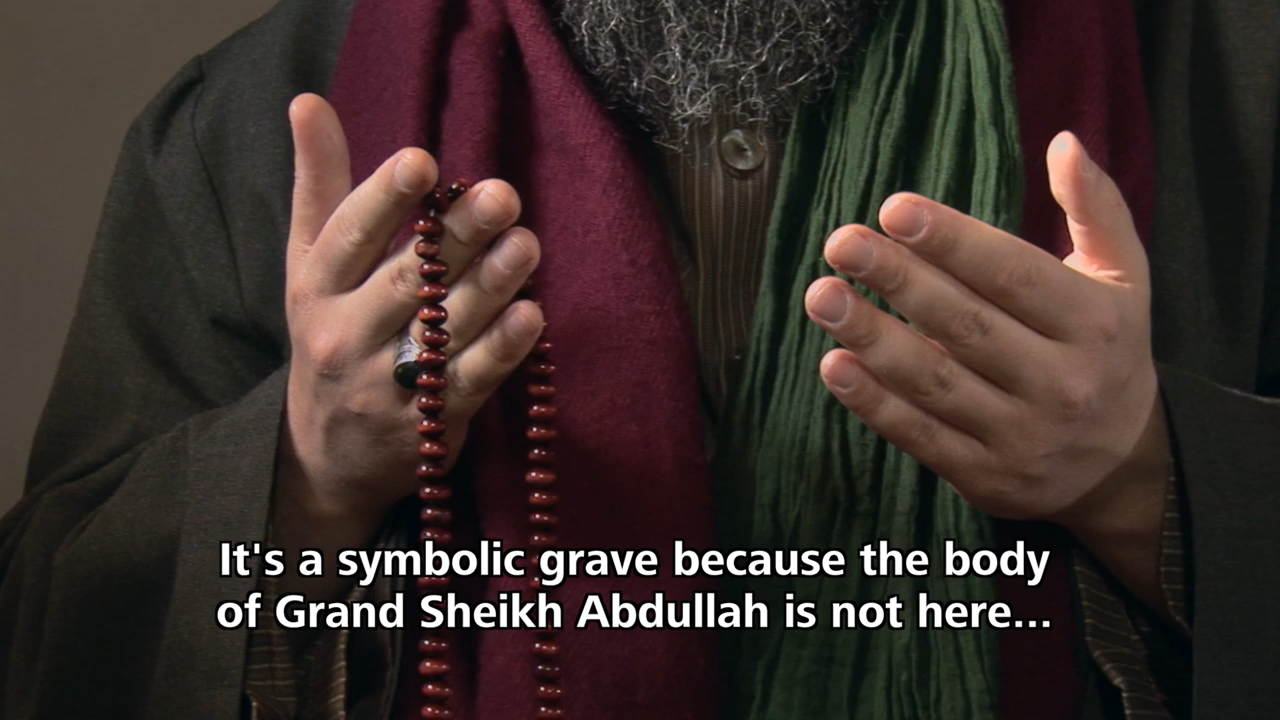 It's a symbolic grave because the body
of Grand Sheikh Abdullah is not here...